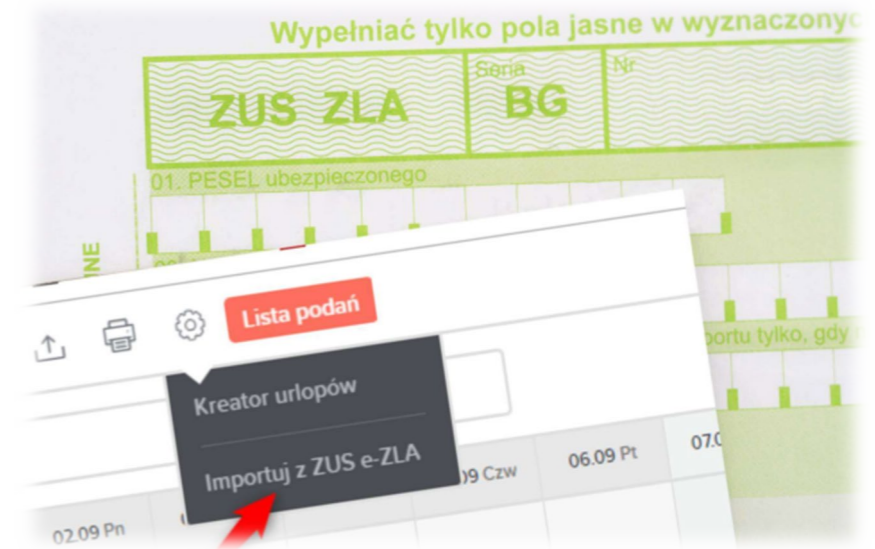 Wypełniać tylko pola jasne w wyznaczonyc
ZUS ZLA
Seria
BG
Nr
01. PESEL ubezpieczonego
Lista podań
Kreator urlopów
Importuj z ZUS e-ZLA
portu tylko, gdy
02.09 Pn
09 Czw
06.09 Pt
07.0